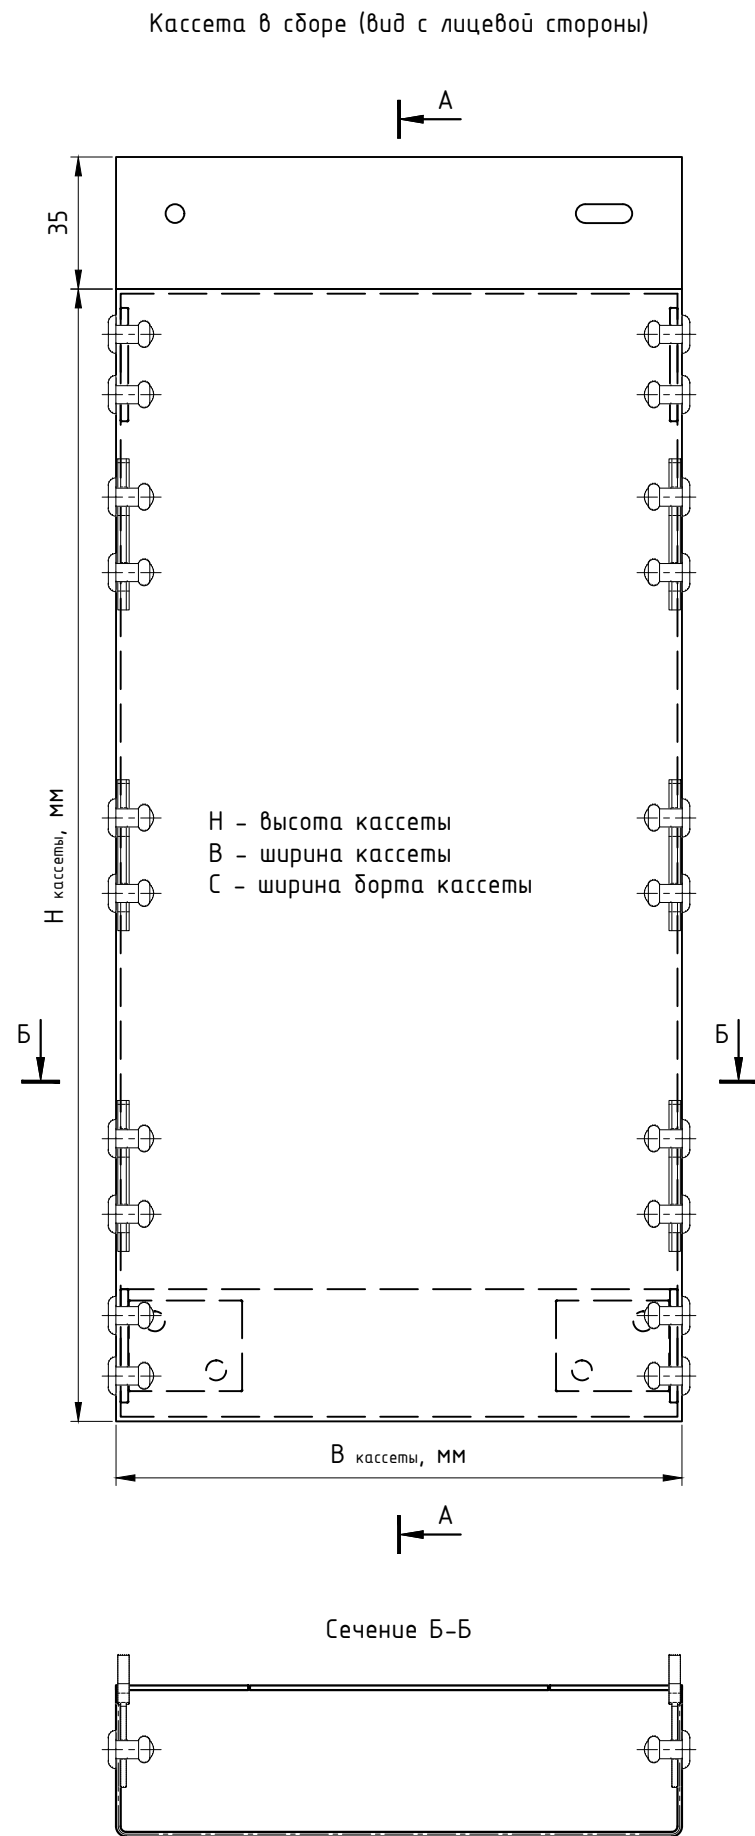 Кассета в сборе (вид с лицевой стороны)
А
35
Н кассеты, мм
Н - высота кассеты
В - ширина кассеты
С - ширина борта кассеты
Б
Б
В кассеты, мм
А
Сечение Б-Б